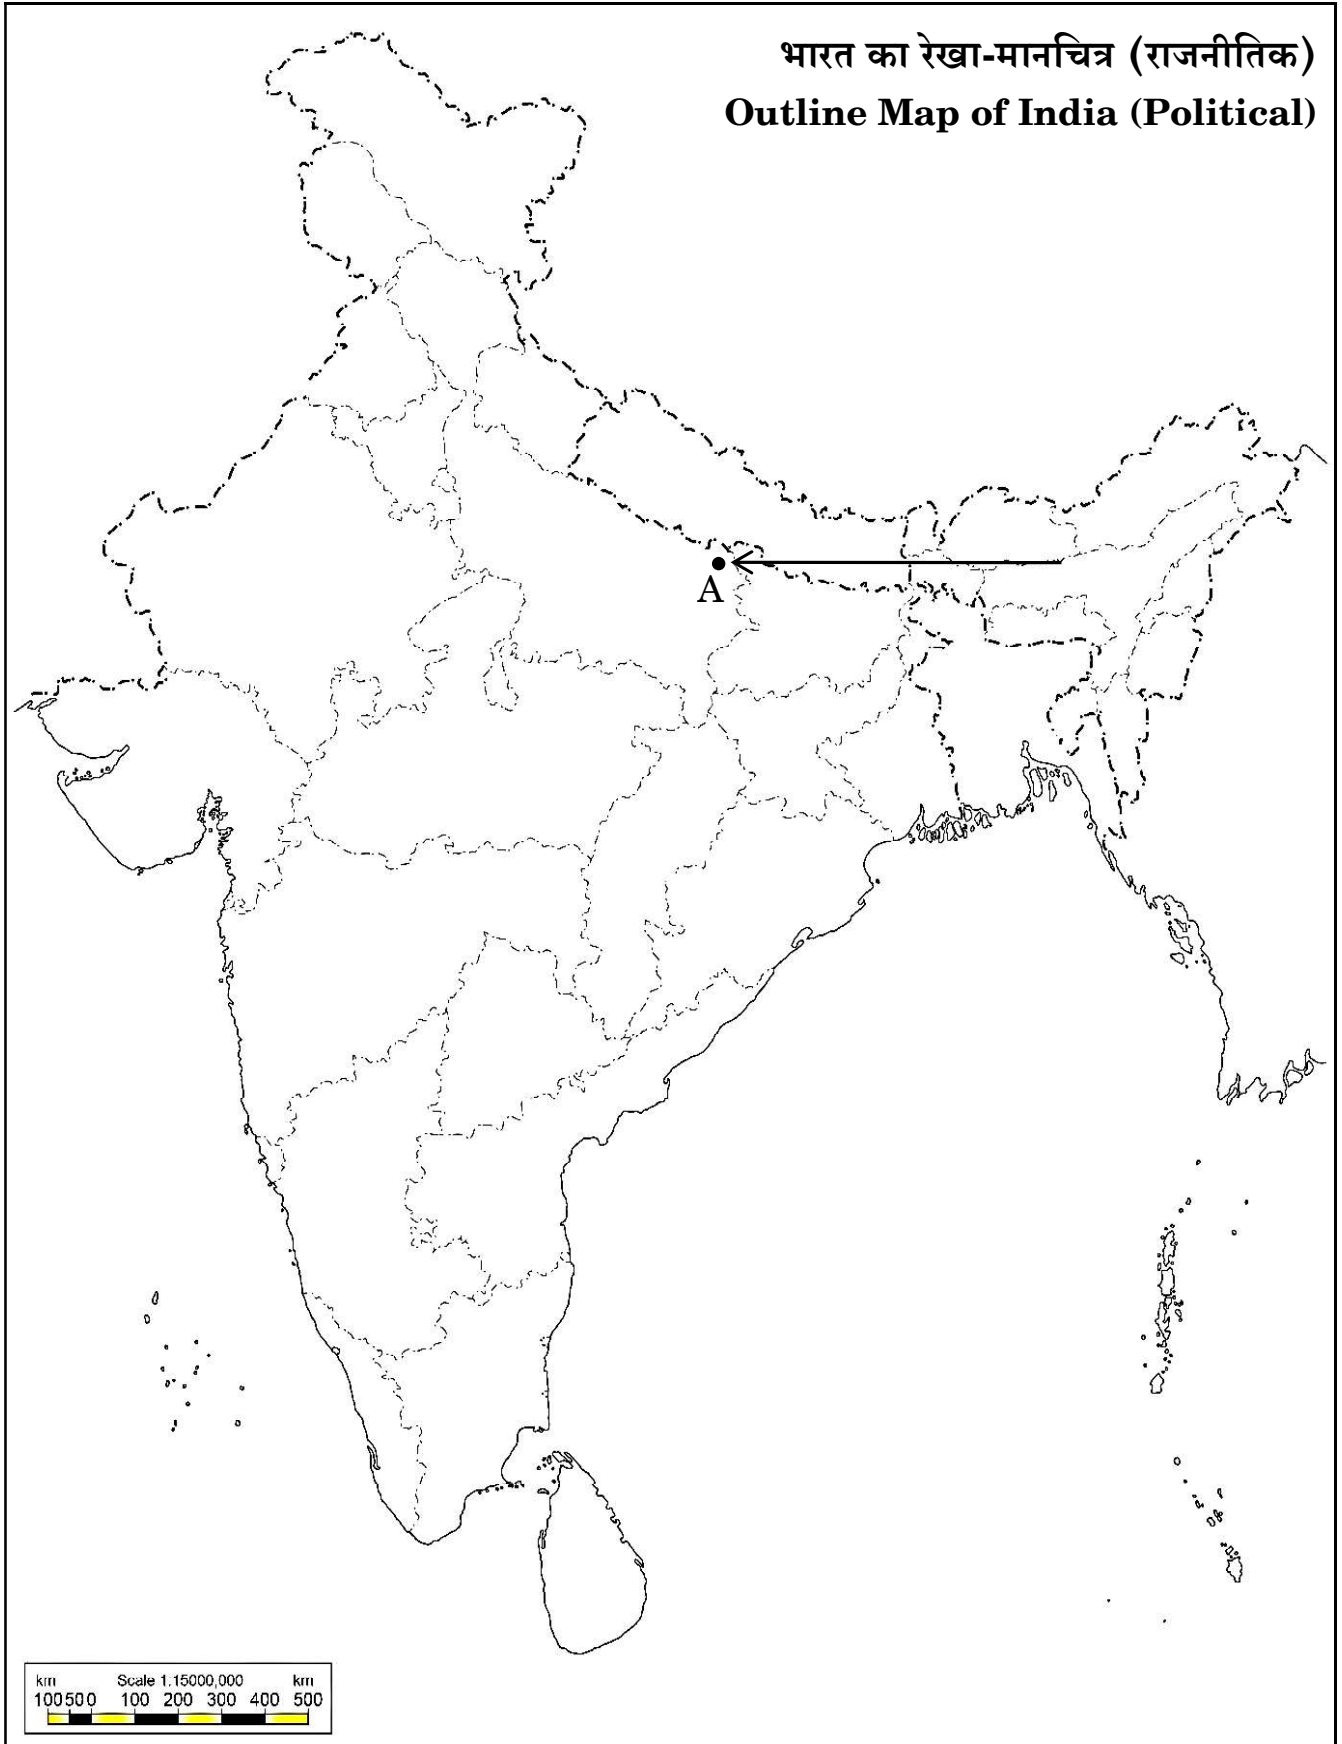 भारत का रेखा-मानचित्र (राजनीतिक)
Outline Map of India (Political)
A
km Scale 1:15000,000 km
100 50 0 100 200 300 400 500